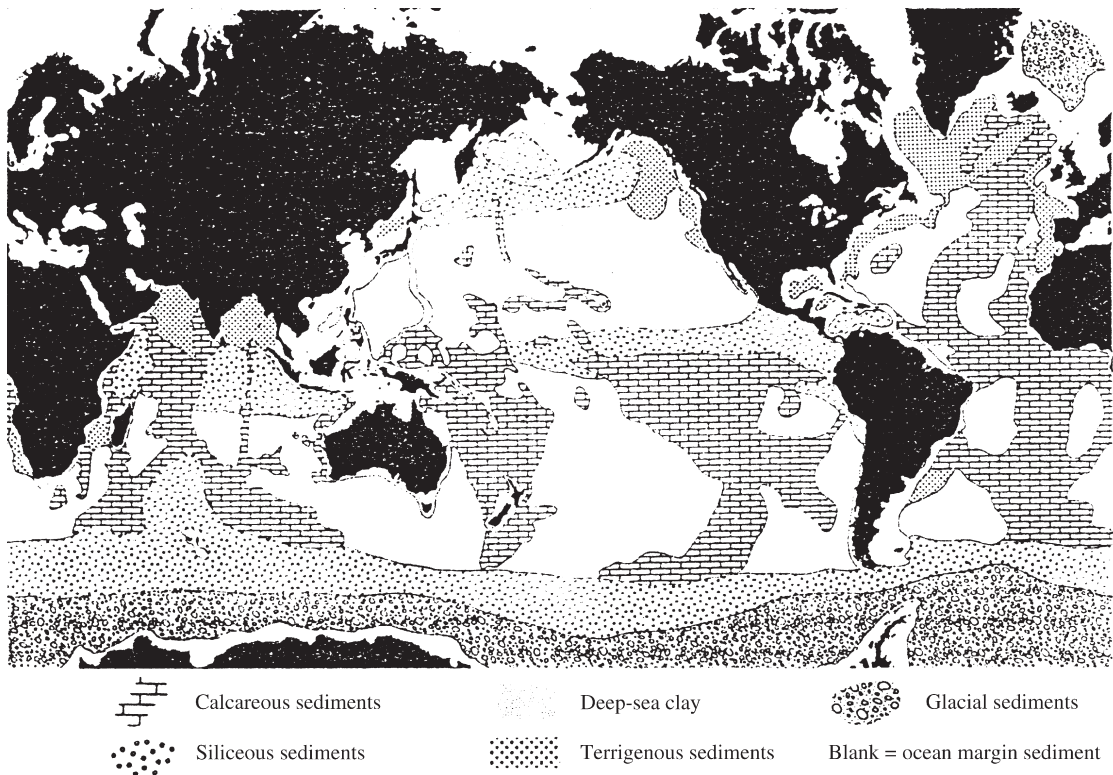 Calcareous sediments
Deep-sea clay
Glacial sediments
Siliceous sediments
Terrigenous sediments
Blank = ocean margin sediment